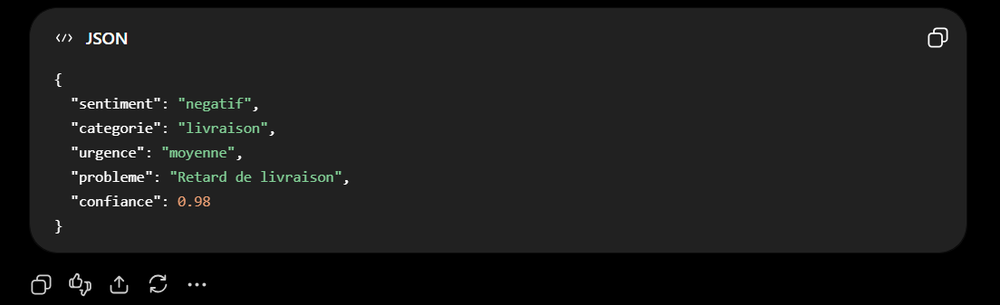 JSON
{
"sentiment": "negatif",
"categorie": "livraison",
"urgence": "moyenne",
"probleme": "Retard de livraison",
"confiance": 0.98
}